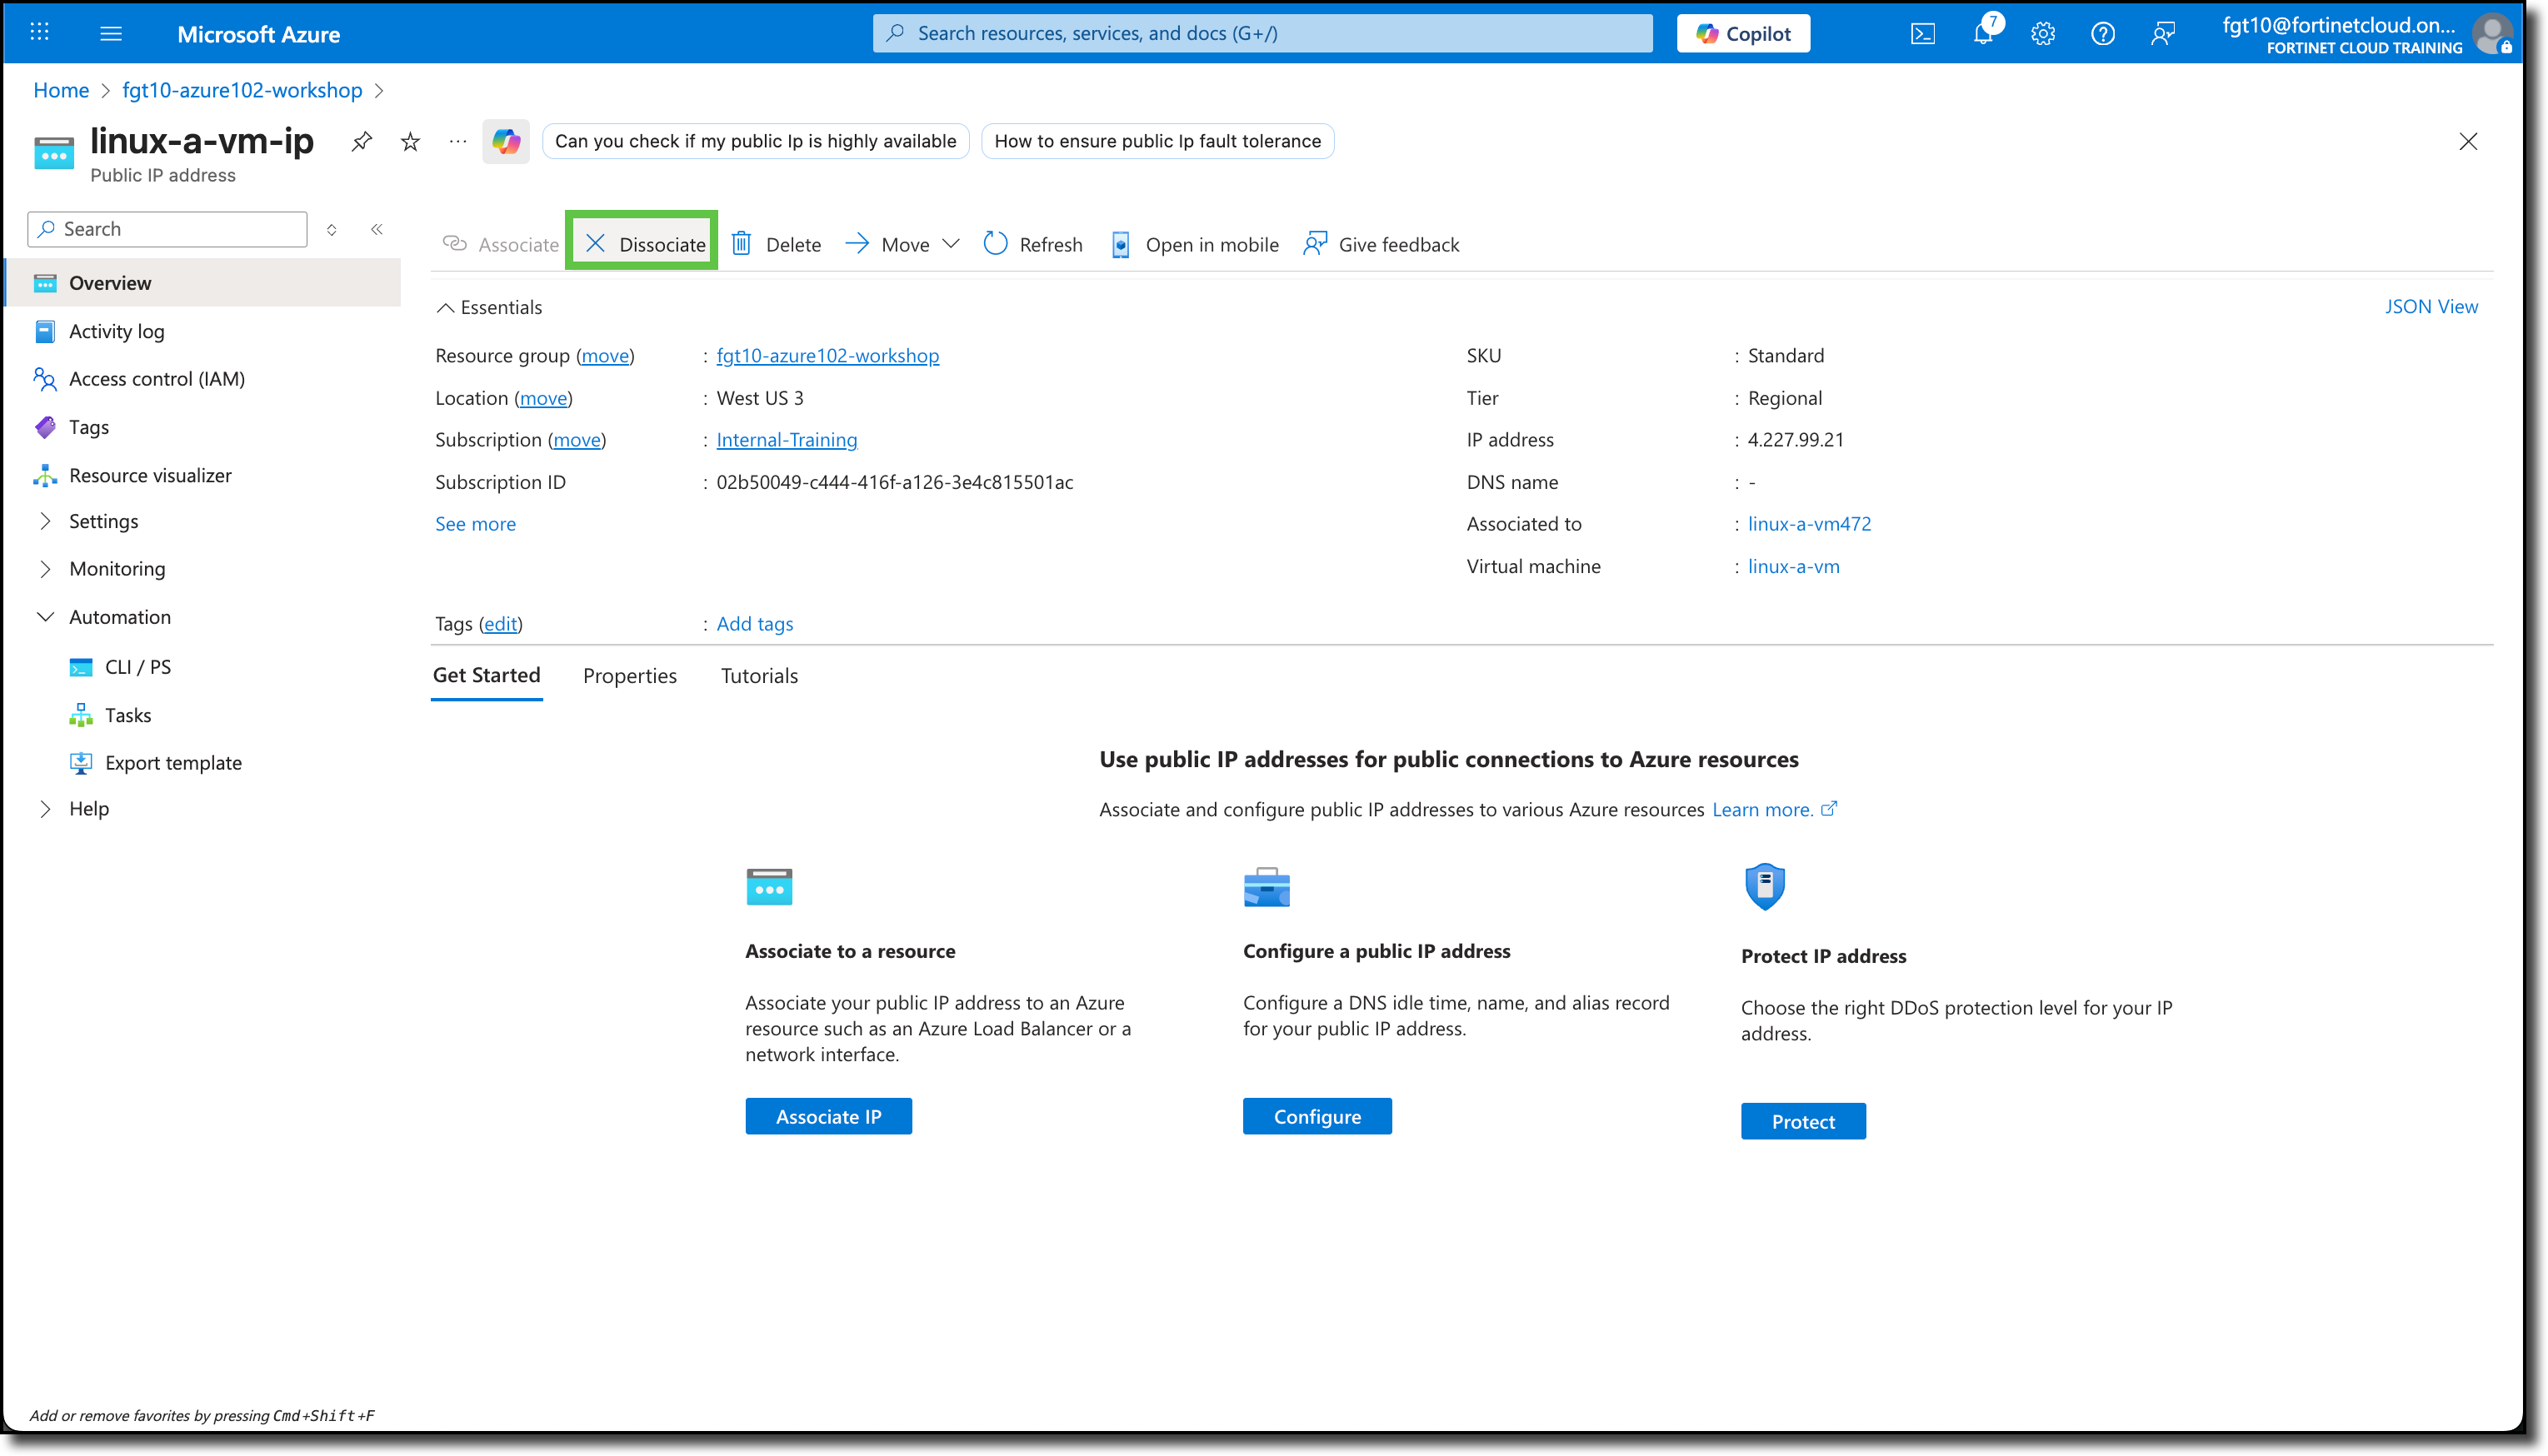 Microsoft Azure
Search resources, services, and docs (G+/)
Copilot
7
fgt10@fortinetcloud.on...
FORTINET CLOUD TRAINING
Home > fgt10-azure102-workshop >
linux-a-vm-ip
Public IP address
Can you check if my public Ip is highly available
How to ensure public Ip fault tolerance
Search
Associate
Dissociate
Delete
Move
Refresh
Open in mobile
Give feedback
Overview
Activity log
Access control (IAM)
Tags
Resource visualizer
Settings
Monitoring
Automation
CLI / PS
Tasks
Export template
Help
Essentials
JSON View
Resource group (move) : fgt10-azure102-workshop
Location (move) : West US 3
Subscription (move) : Internal-Training
Subscription ID : 02b50049-c444-416f-a126-3e4c815501ac
See more
SKU : Standard
Tier : Regional
IP address : 4.227.99.21
DNS name : -
Associated to : linux-a-vm472
Virtual machine : linux-a-vm
Tags (edit) : Add tags
Get Started
Properties
Tutorials
Use public IP addresses for public connections to Azure resources
Associate and configure public IP addresses to various Azure resources Learn more.
Associate to a resource
Associate your public IP address to an Azure
resource such as an Azure Load Balancer or a
network interface.
Associate IP
Configure a public IP address
Configure a DNS idle time, name, and alias record
for your public IP address.
Configure
Protect IP address
Choose the right DDoS protection level for your IP
address.
Protect
Add or remove favorites by pressing Cmd+Shift+F